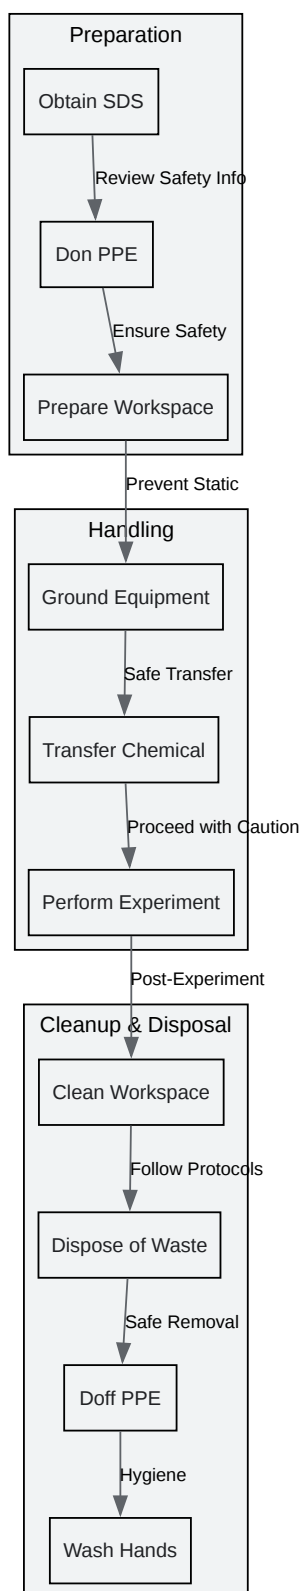 Preparation
Obtain SDS
Review Safety Info
Don PPE
Ensure Safety
Prepare Workspace
Prevent Static
Handling
Ground Equipment
Safe Transfer
Transfer Chemical
Proceed with Caution
Perform Experiment
Post-Experiment
Cleanup & Disposal
Clean Workspace
Follow Protocols
Dispose of Waste
Safe Removal
Doff PPE
Hygiene
Wash Hands